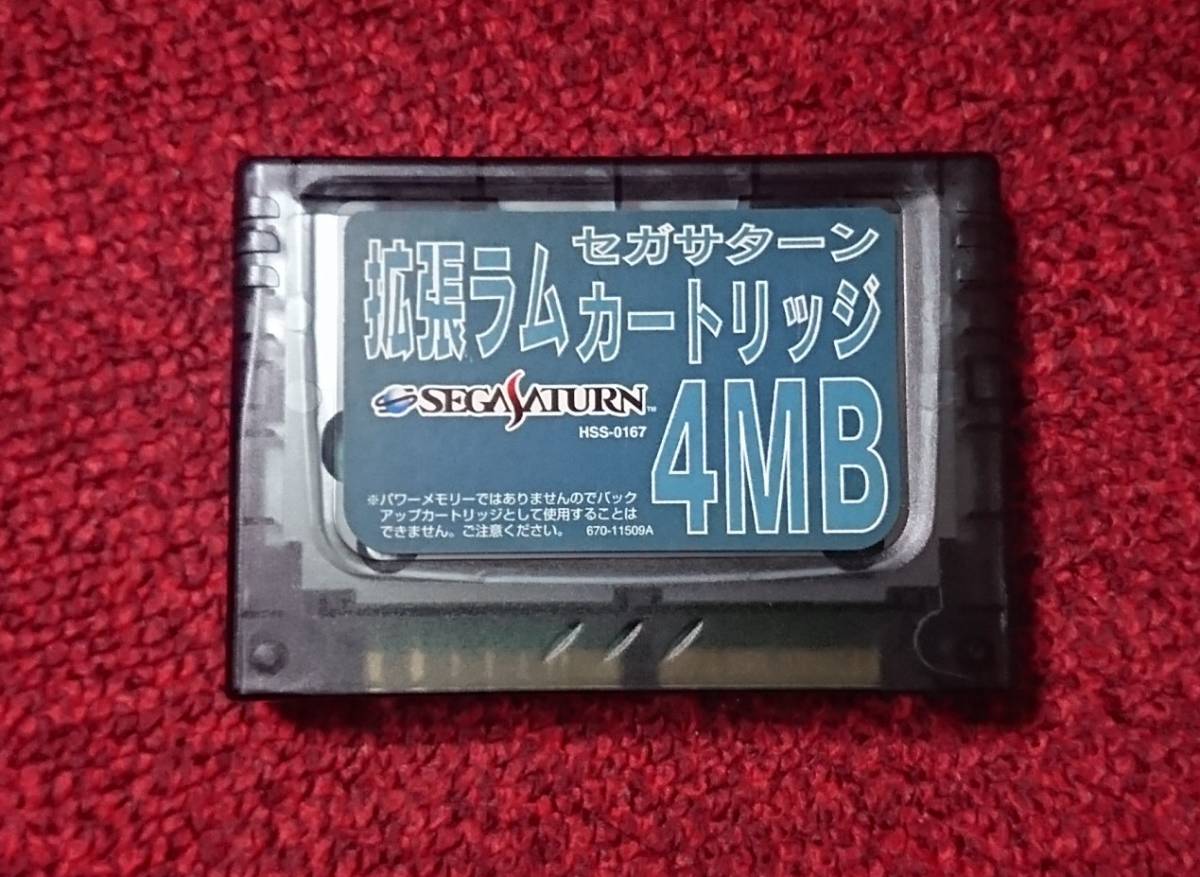 セガサターン
拡張ラムカートリッジ
SEGASATURN™
HSS-0167
4MB
※パワーメモリーではありませんのでバック
アップカートリッジとして使用することは
できません。ご注意ください。 670-11509A